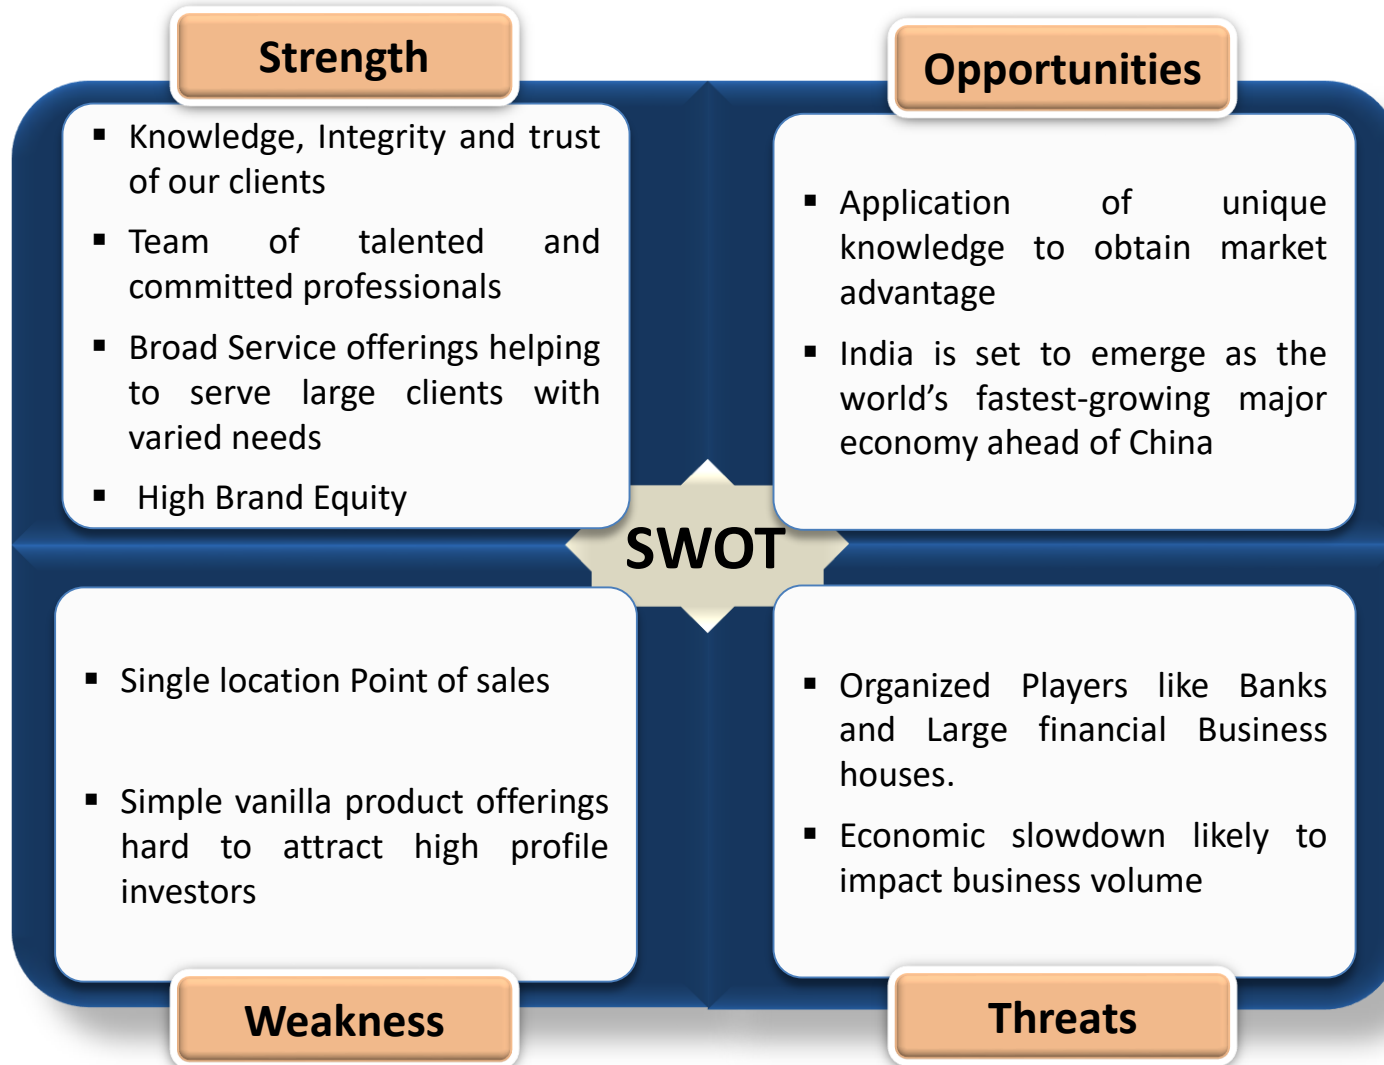 Strength
▪ Knowledge, Integrity and trust
of our clients
▪ Team of talented and
committed professionals
▪ Broad Service offerings helping
to serve large clients with
varied needs
▪ High Brand Equity
Opportunities
▪ Application of unique
knowledge to obtain market
advantage
▪ India is set to emerge as the
world’s fastest-growing major
economy ahead of China
SWOT
▪ Single location Point of sales
▪ Simple vanilla product offerings
hard to attract high profile
investors
Weakness
▪ Organized Players like Banks
and Large financial Business
houses.
▪ Economic slowdown likely to
impact business volume
Threats